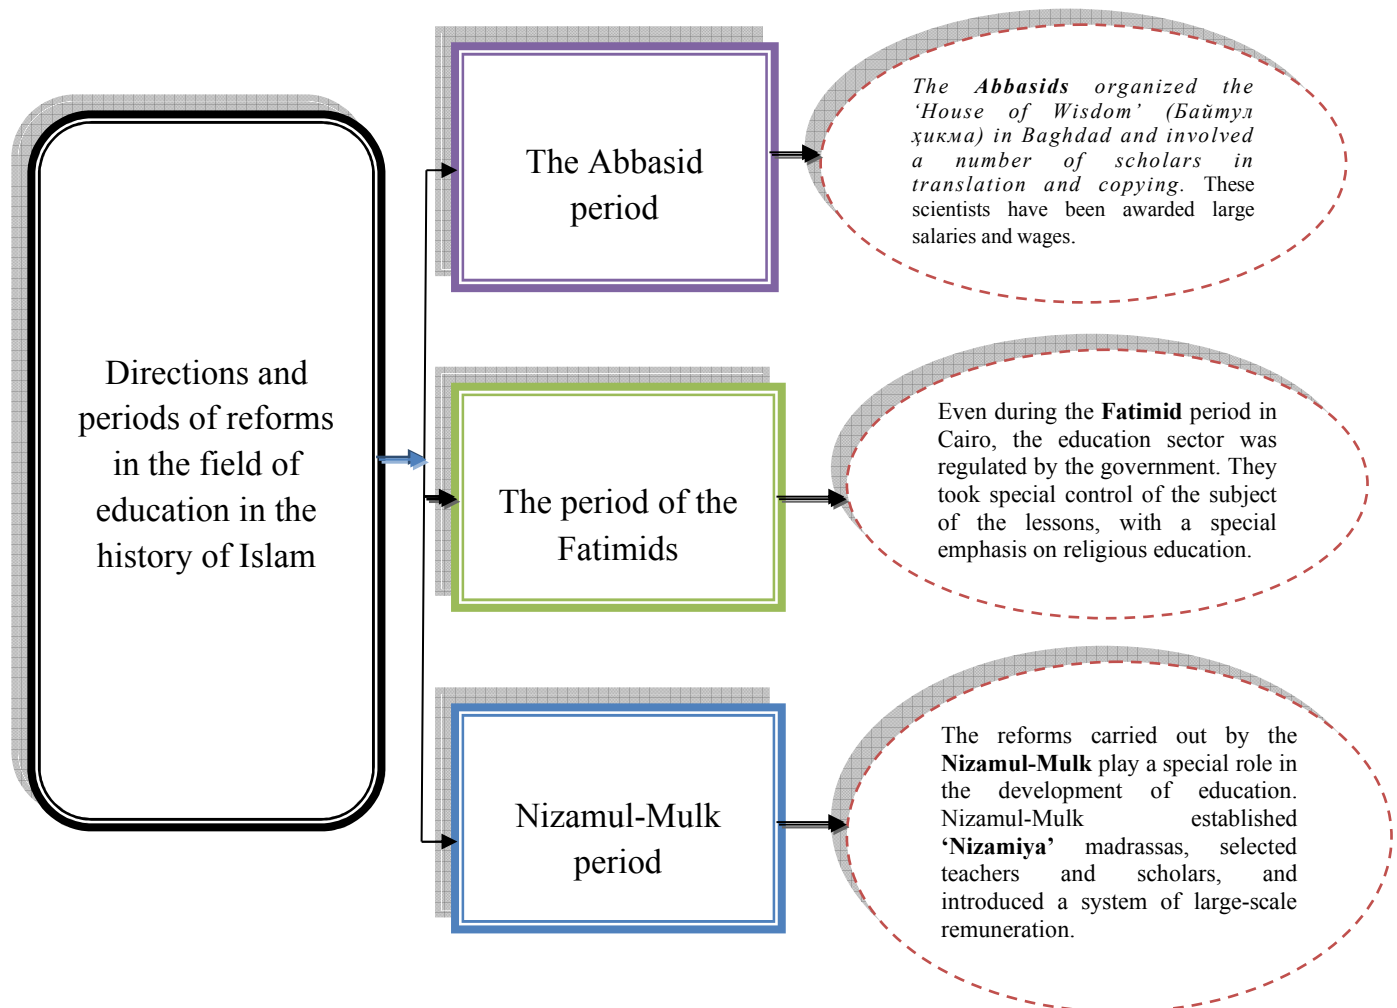 Directions and
periods of reforms
in the field of
education in the
history of Islam
The Abbasid
period
The Abbasids organized the
‘House of Wisdom’ (Байтул
ҳикма) in Baghdad and involved
a number of scholars in
translation and copying. These
scientists have been awarded large
salaries and wages.
The period of the
Fatimids
Even during the Fatimid period in
Cairo, the education sector was
regulated by the government. They
took special control of the subject
of the lessons, with a special
emphasis on religious education.
Nizamul-Mulk
period
The reforms carried out by the
Nizamul-Mulk play a special role in
the development of education.
Nizamul-Mulk established
‘Nizamiya’ madrassas, selected
teachers and scholars, and
introduced a system of large-scale
remuneration.